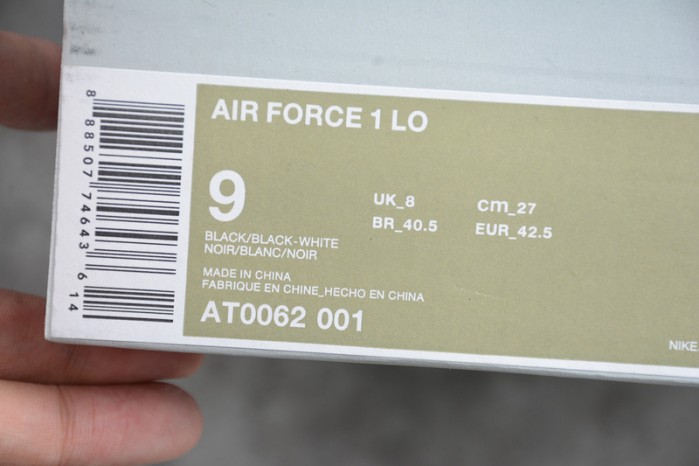 AIR FORCE 1 LO
9
UK_8 cm_27
BR_40.5 EUR_42.5
BLACK/BLACK-WHITE
NOIR/BLANC/NOIR
MADE IN CHINA
FABRIQUE EN CHINE_HECHO EN CHINA
AT0062 001
NIKE
8 88507 74643 6 14